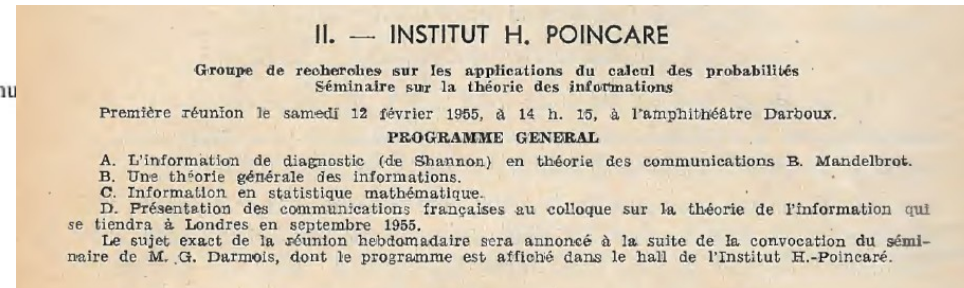 II. — INSTITUT H. POINCARE
Groupe de recherches sur les applications du calcul des probabilités
Séminaire sur la théorie des informations
Première réunion le samedi 12 février 1955, à 14 h. 15, à l'amphithéâtre Darboux.
PROGRAMME GENERAL
A. L'information de diagnostic (de Shannon) en théorie des communications B. Mandelbrot.
B. Une théorie générale des informations.
C. Information en statistique mathématique.
D. Présentation des communications françaises au colloque sur la théorie de l'information qui
se tiendra à Londres en septembre 1955.
Le sujet exact de la réunion hebdomadaire sera annoncé à la suite de la convocation du sémi-
naire de M. G. Darmois, dont le programme est affiché dans le hall de l'Institut H.-Poincaré.